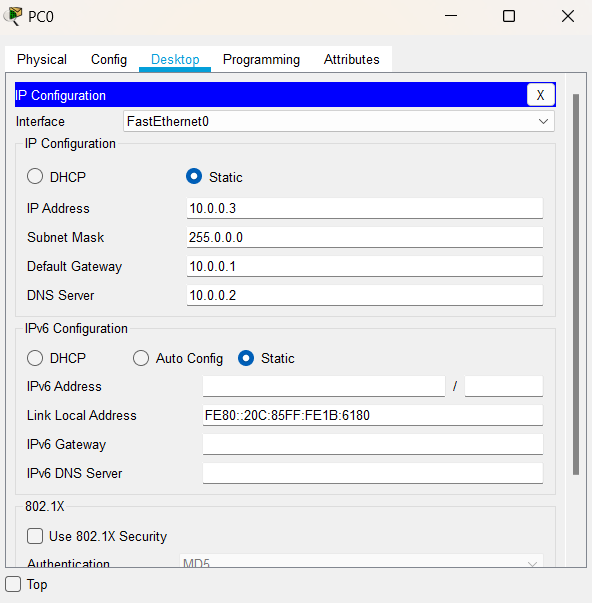 PC0
Physical Config Desktop Programming Attributes
IP Configuration X
Interface FastEthernet0
IP Configuration
DHCP Static
IP Address 10.0.0.3
Subnet Mask 255.0.0.0
Default Gateway 10.0.0.1
DNS Server 10.0.0.2
IPv6 Configuration
DHCP Auto Config Static
IPv6 Address /
Link Local Address FE80::20C:85FF:FE1B:6180
IPv6 Gateway
IPv6 DNS Server
802.1X
Use 802.1X Security
Authentication MD5
Top